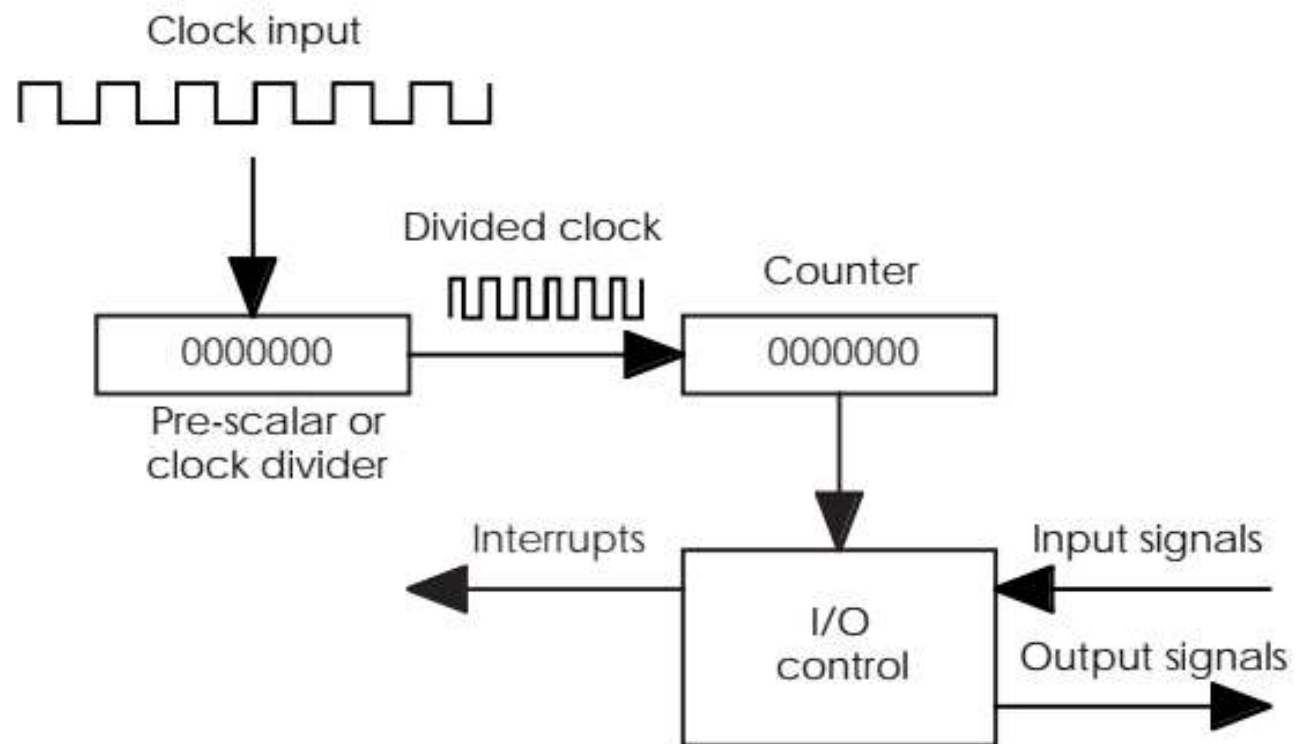 Clock input
Divided clock
Counter
0000000
0000000
Pre-scalar or
clock divider
Interrupts
Input signals
I/O
control
Output signals